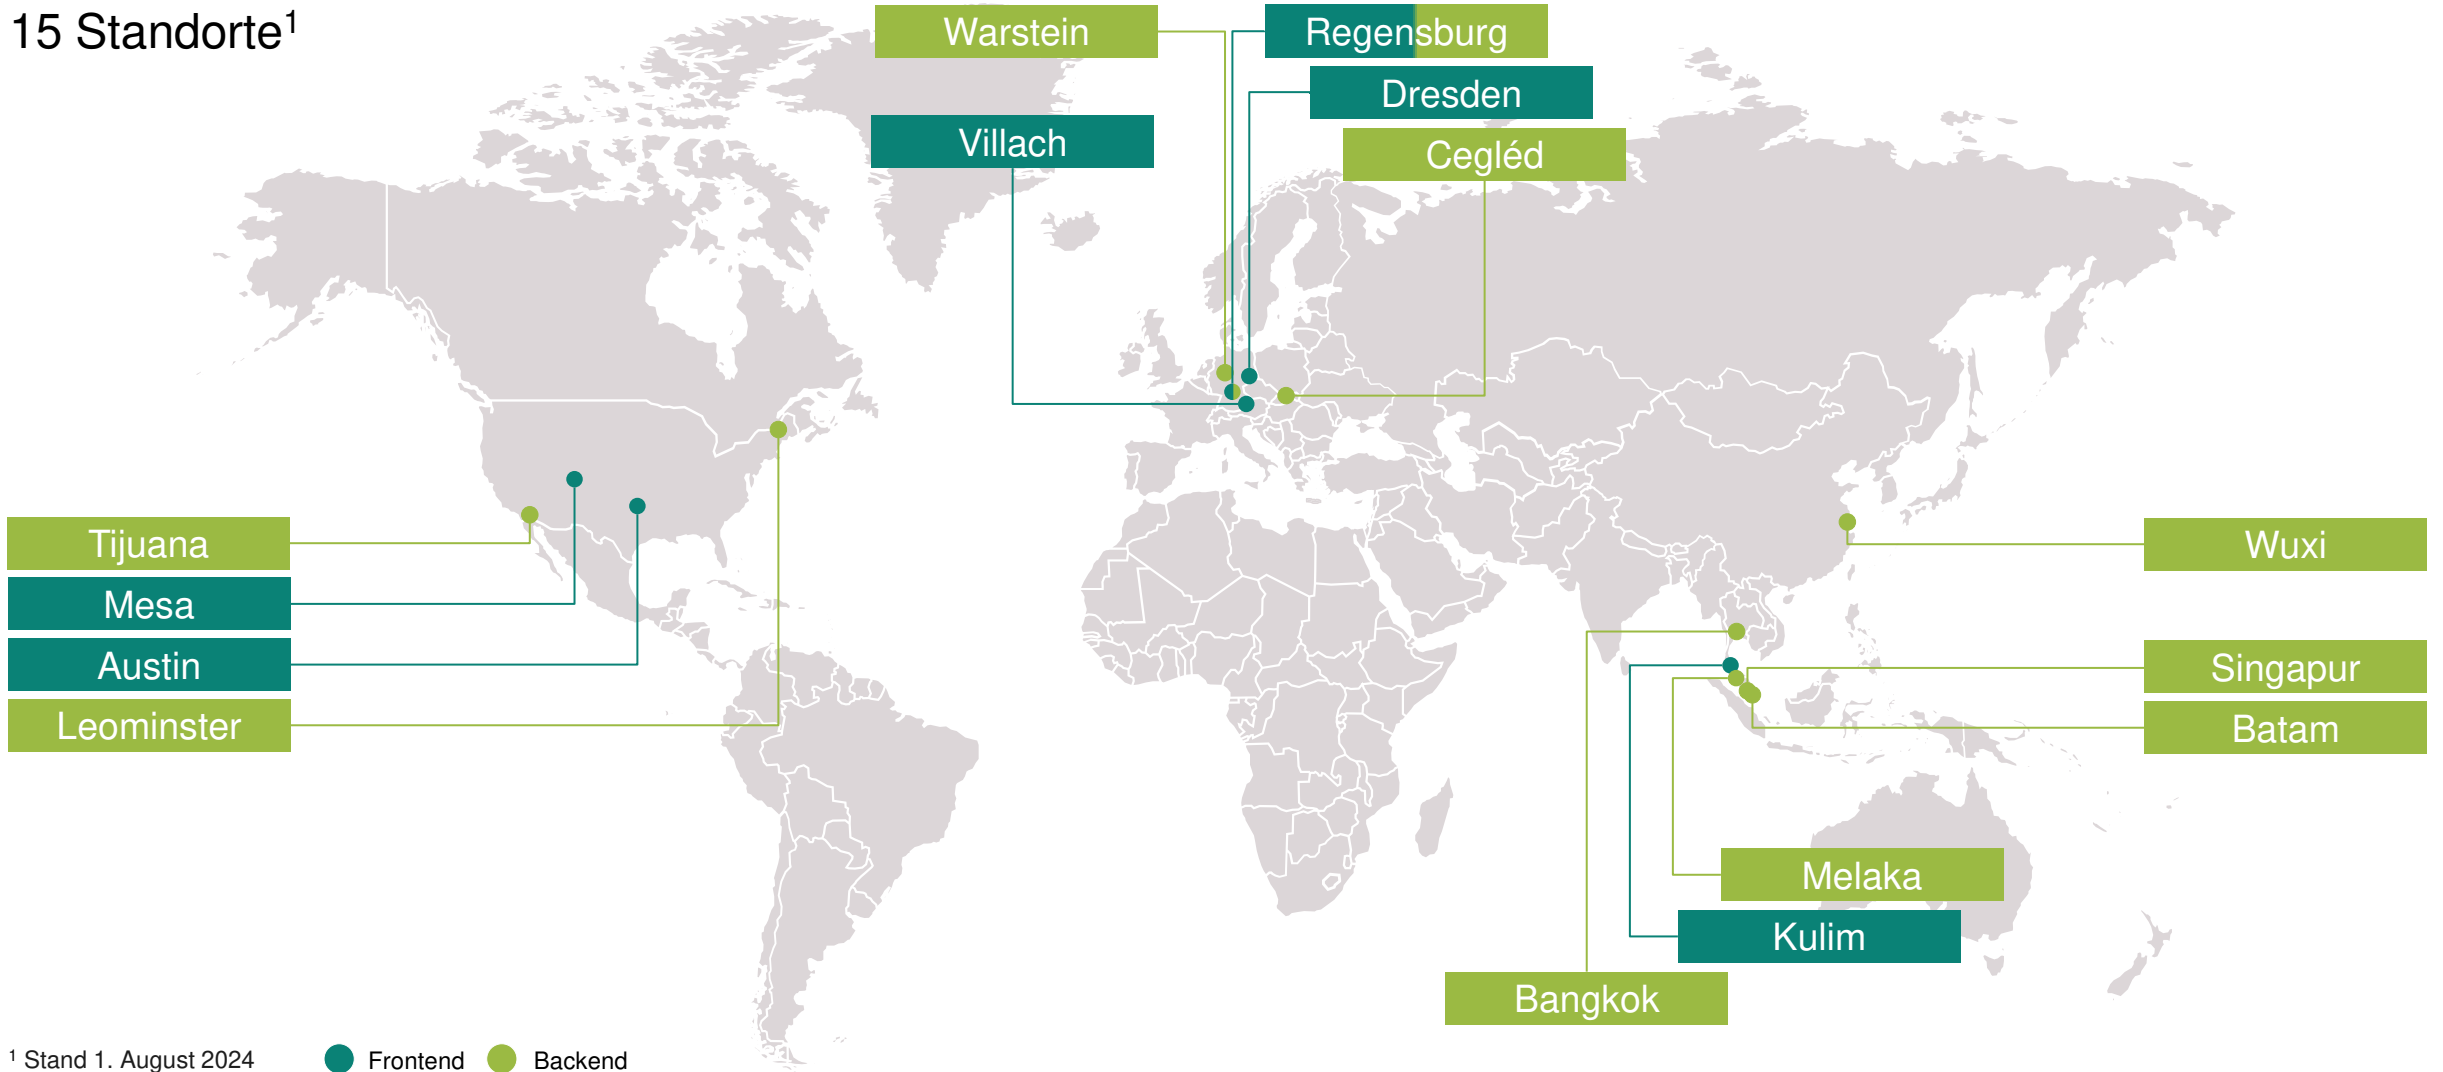 15 Standorte¹
Warstein
Regensburg
Dresden
Villach
Cegléd
Tijuana
Mesa
Austin
Leominster
Wuxi
Singapur
Batam
Melaka
Kulim
Bangkok
¹ Stand 1. August 2024
Frontend
Backend